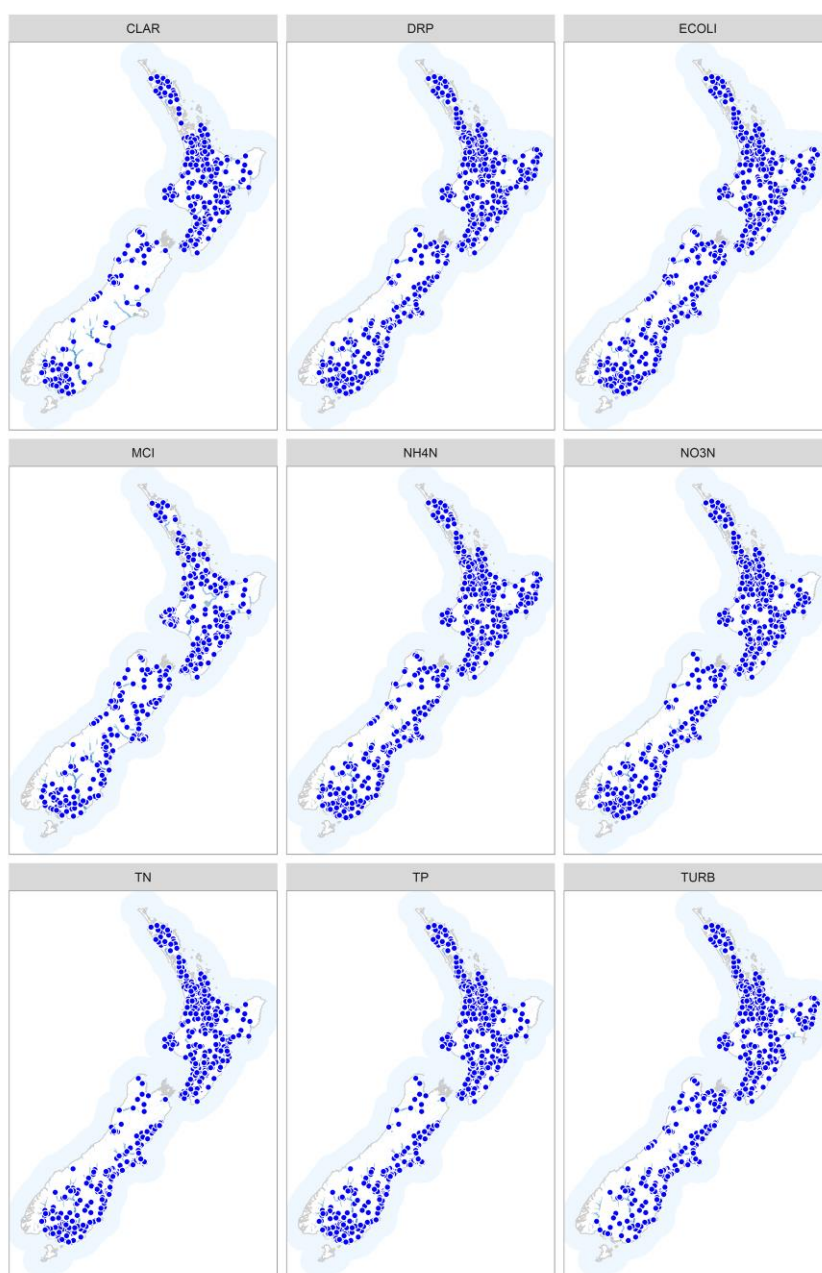 CLAR
DRP
ECOLI
MCI
NH4N
NO3N
TN
TP
TURB